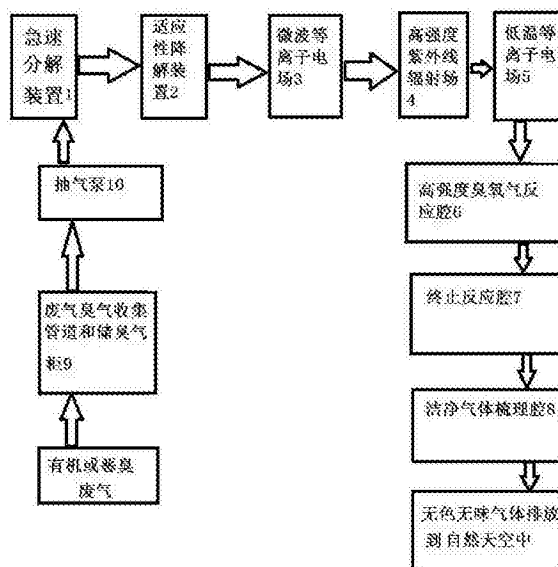 急速
分解
装置1
适应
性降
解装
置2
微波等
离子电
场3
高强度
紫外线
辐射场
4
低温等
离子电
场5
高强度臭氧气反
应腔6
终止反应腔7
洁净气体梳理腔8
无色无味气体排放
到自然天空中
抽气泵10
废气臭气收集
管道和储臭气
柜9
有机或恶臭
废气